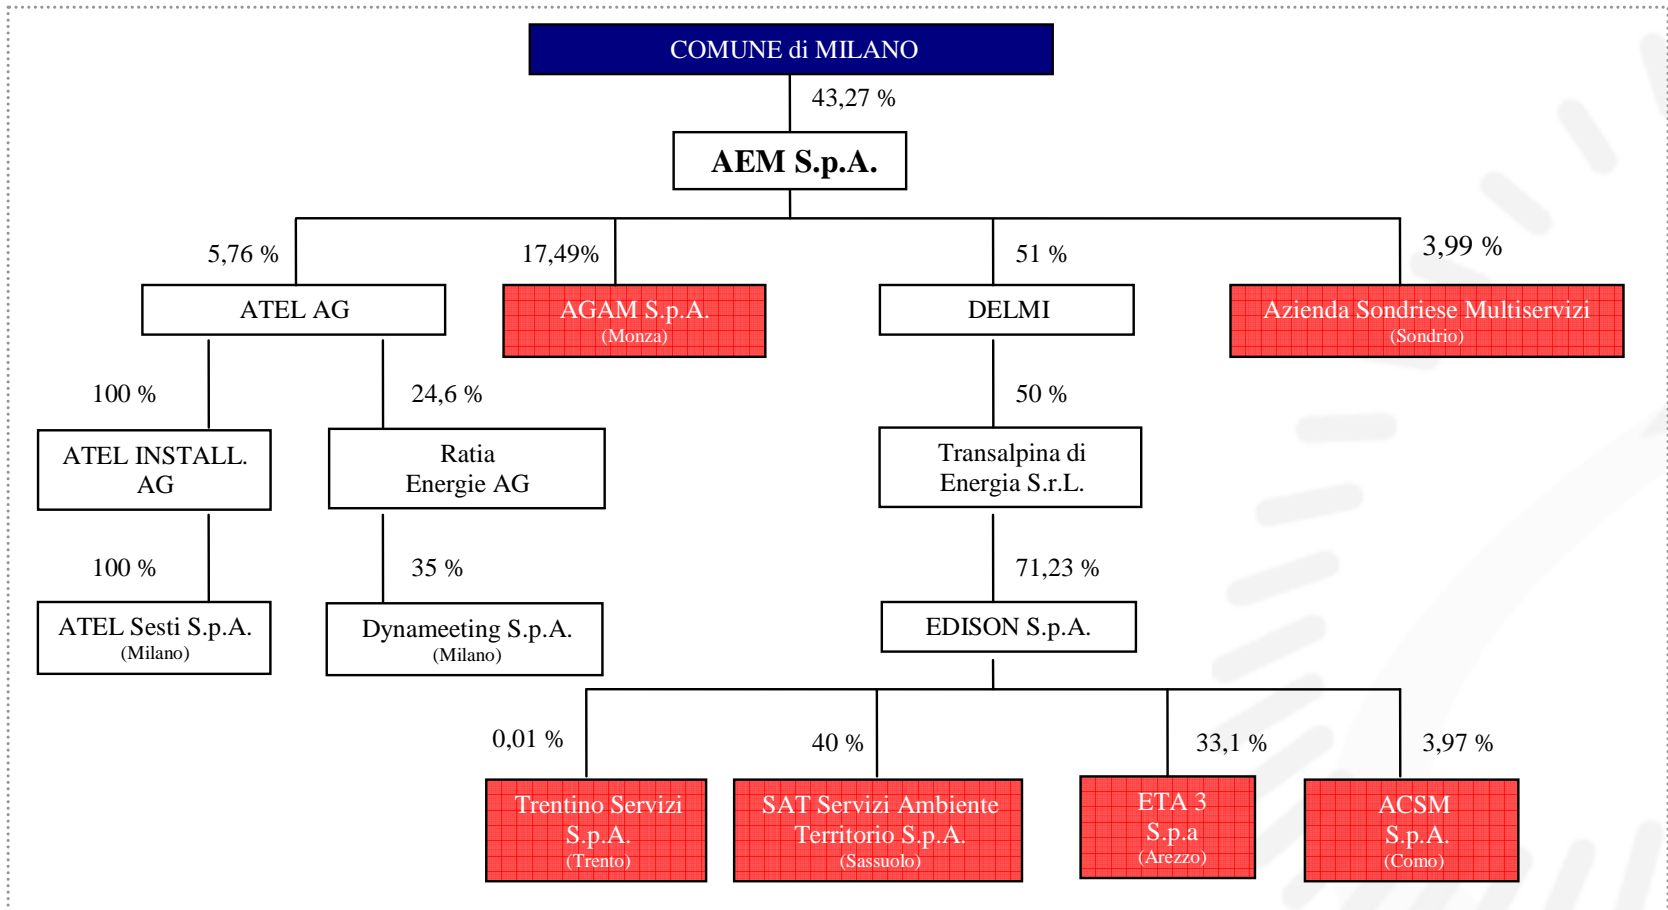 COMUNE di MILANO
43,27 %
AEM S.p.A.
5,76 %
17,49%
51 %
3,99 %
ATEL AG
AGAM S.p.A.
(Monza)
DELMI
Azienda Sondriese Multiservizi
(Sondrio)
100 %
24,6 %
50 %
ATEL INSTALL.
AG
Ratia
Energie AG
Transalpina di
Energia S.r.L.
100 %
35 %
71,23 %
ATEL Sesti S.p.A.
(Milano)
Dynameeting S.p.A.
(Milano)
EDISON S.p.A.
0,01 %
40 %
33,1 %
3,97 %
Trentino Servizi
S.p.A.
(Trento)
SAT Servizi Ambiente
Territorio S.p.A.
(Sassuolo)
ETA 3
S.p.a
(Arezzo)
ACSM
S.p.A.
(Como)